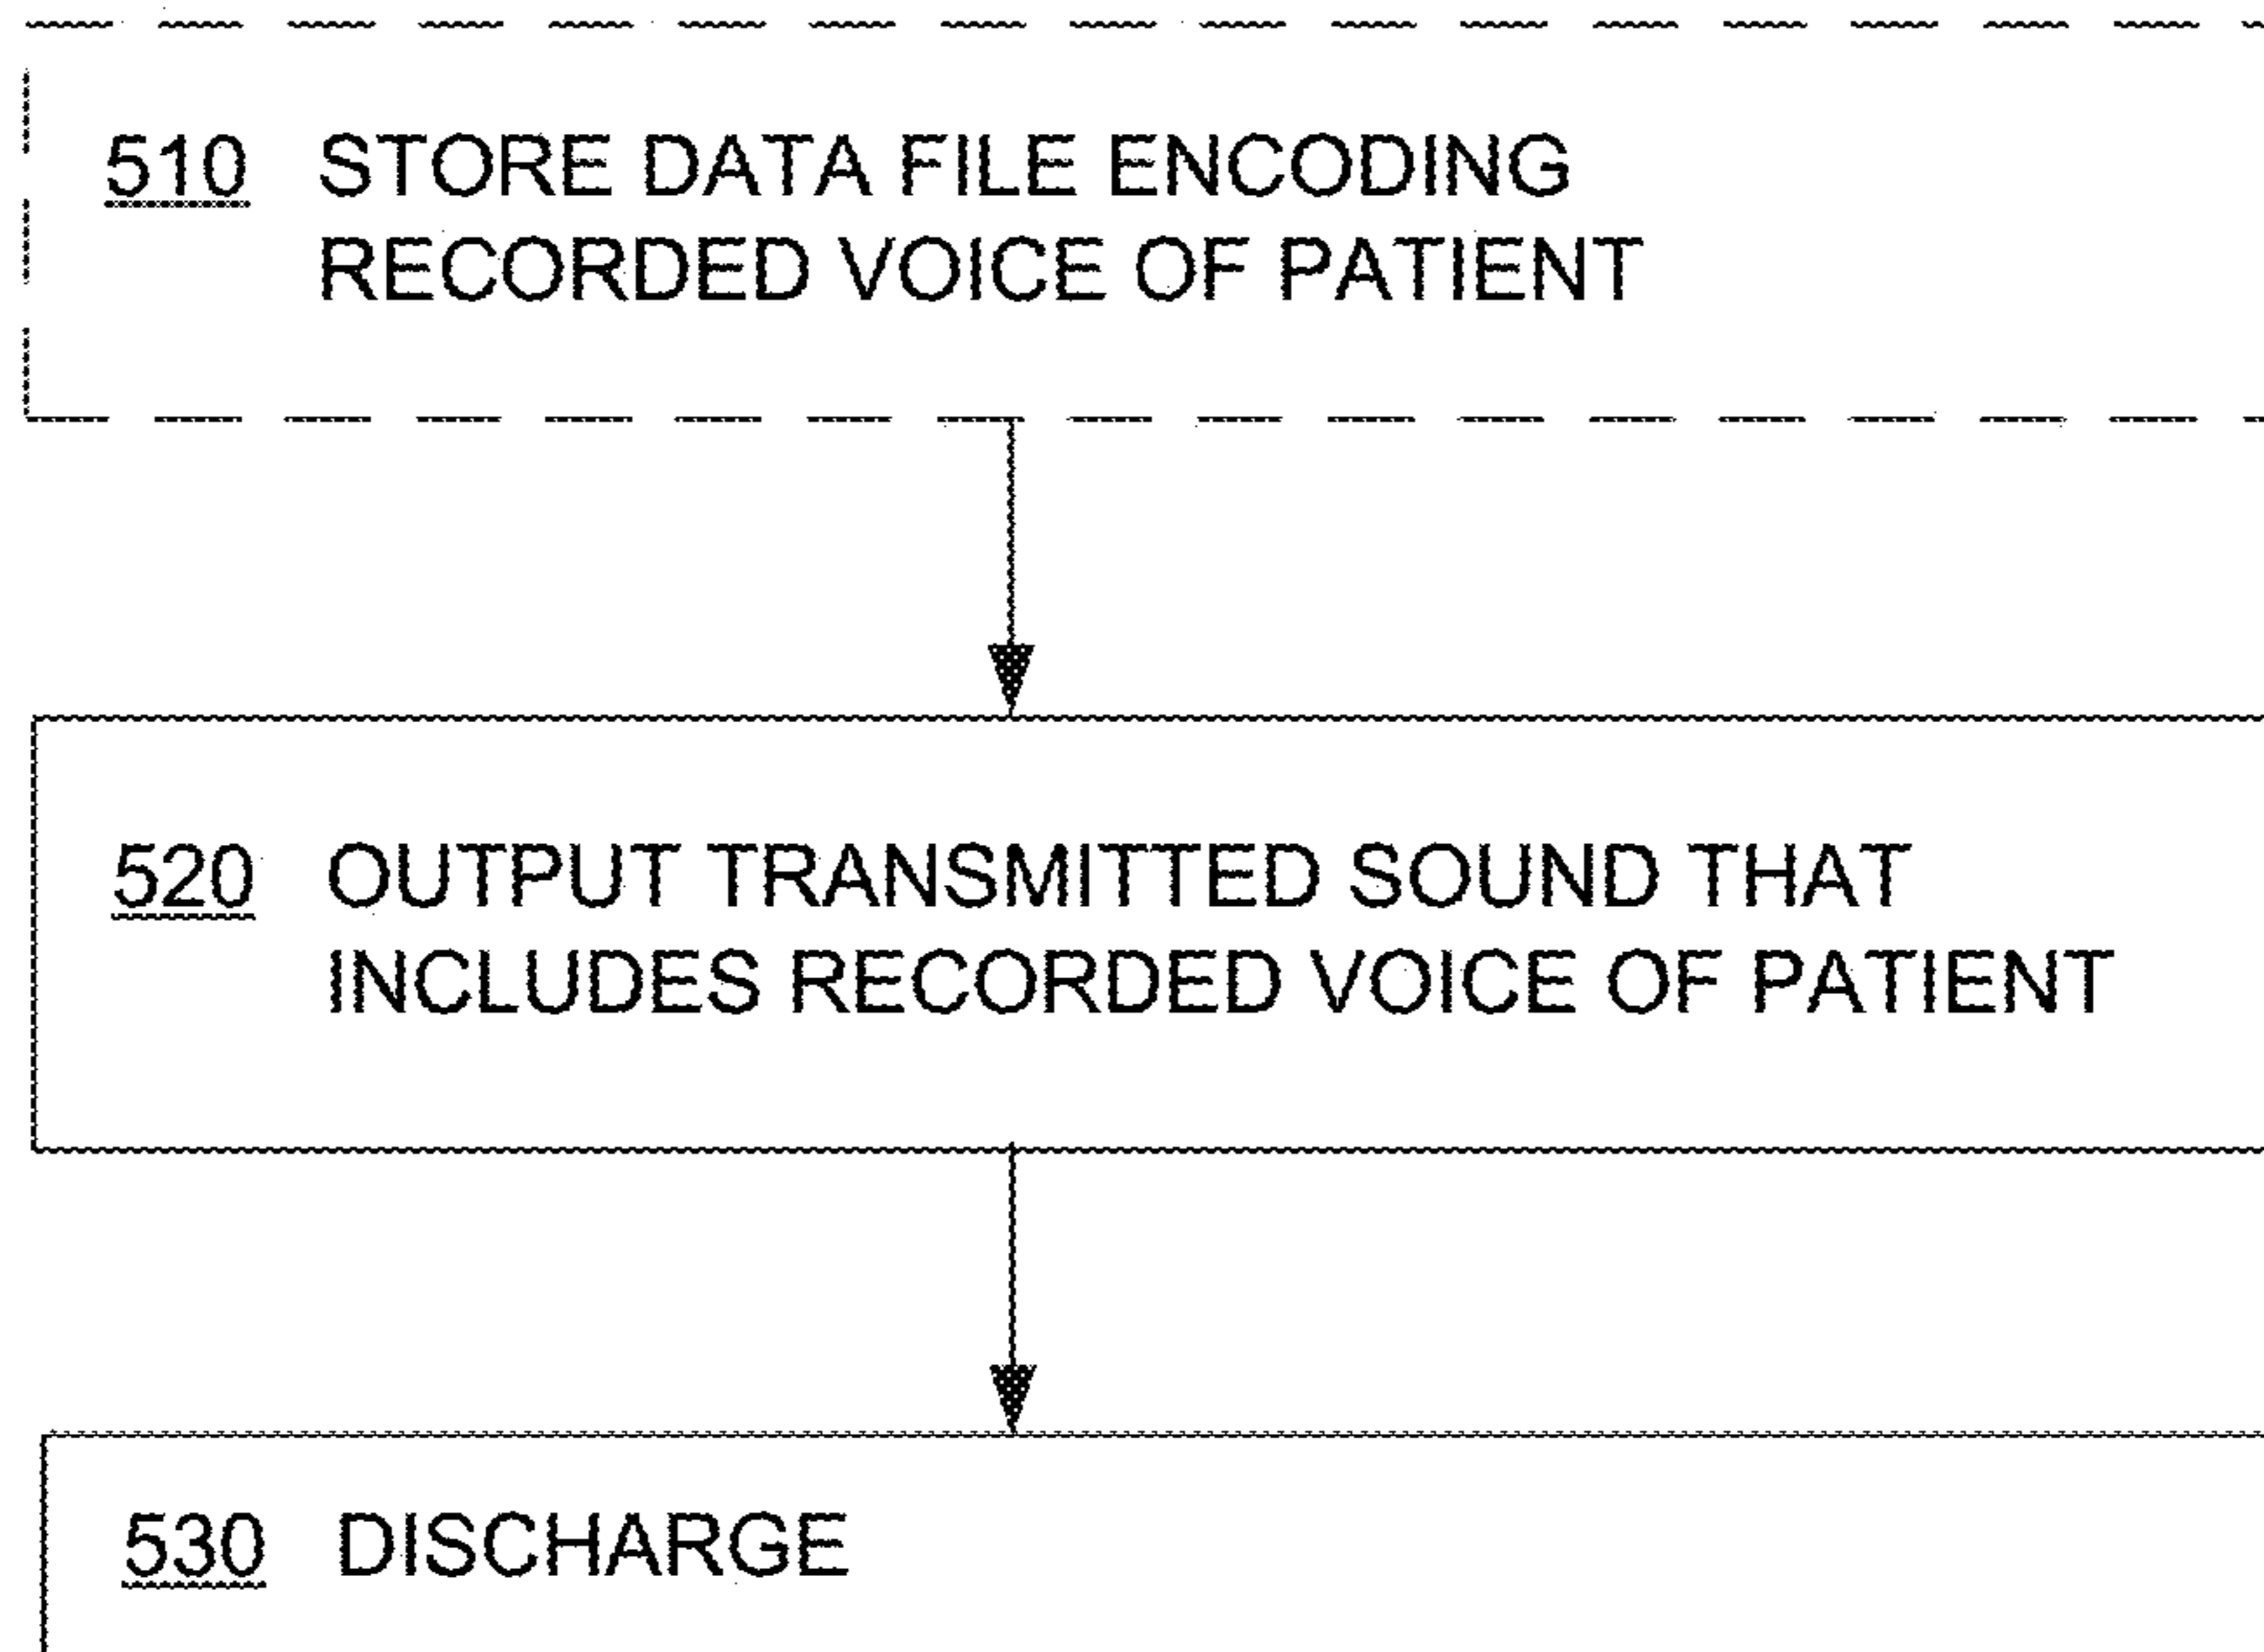 510 STORE DATA FILE ENCODING
RECORDED VOICE OF PATIENT
520 OUTPUT TRANSMITTED SOUND THAT
INCLUDES RECORDED VOICE OF PATIENT
530 DISCHARGE